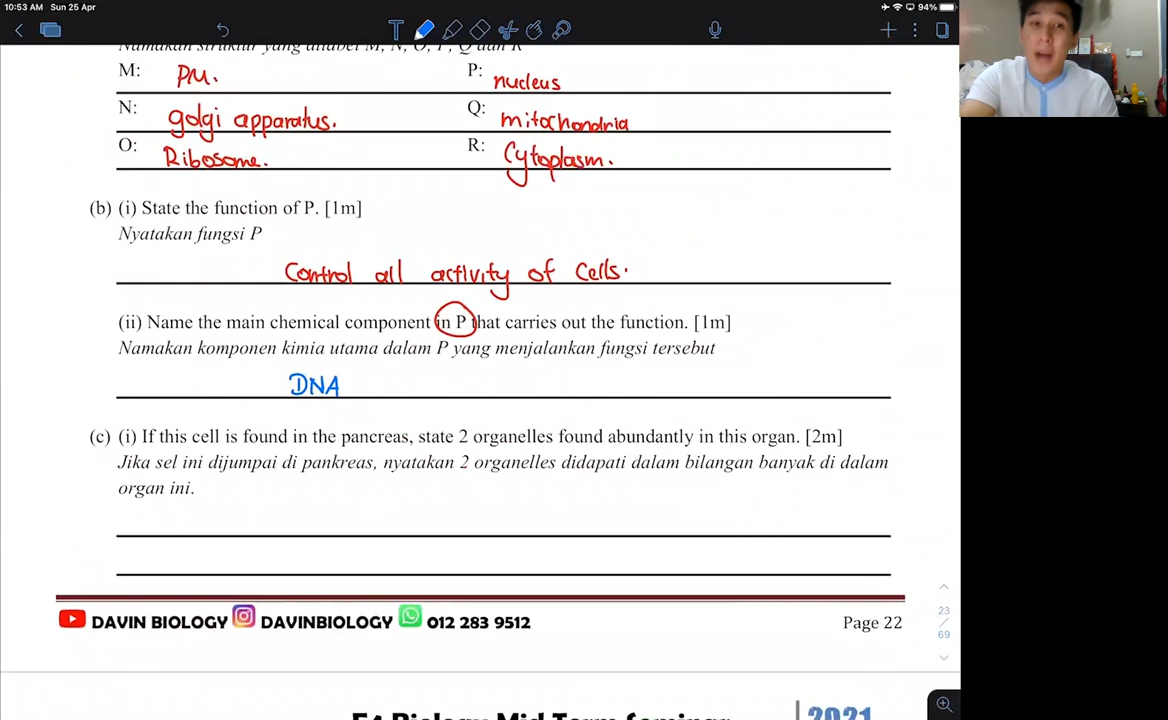 10:53 AM Sun 25 Apr
94%
Namakan struktur yang dilabel M, N, O, P, Q dan R
M: PM. P: nucleus
N: golgi apparatus. Q: mitochondria
O: Ribosome. R: Cytoplasm.
(b) (i) State the function of P. [1m]
Nyatakan fungsi P
Control all activity of cells.
(ii) Name the main chemical component in P that carries out the function. [1m]
Namakan komponen kimia utama dalam P yang menjalankan fungsi tersebut
DNA
(c) (i) If this cell is found in the pancreas, state 2 organelles found abundantly in this organ. [2m]
Jika sel ini dijumpai di pankreas, nyatakan 2 organelles didapati dalam bilangan banyak di dalam
organ ini.
DAVIN BIOLOGY DAVINBIOLOGY 012 283 9512
Page 22
23
/
69
F4 Biology Mid Term Seminar 2021